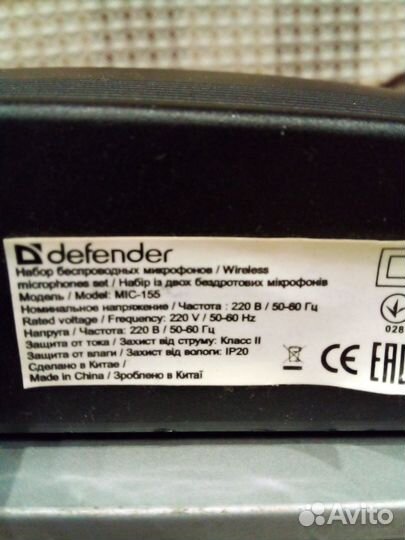 defender
Набор беспроводных микрофонов / Wireless
microphones set / Набір із двох бездротових мікрофонів
Модель / Model: MIC-155
Номинальное напряжение / Частота : 220 В / 50-60 Гц
Rated voltage / Frequency: 220 V / 50-60 Hz
Напруга / Частота: 220 В / 50-60 Гц
Защита от тока / Захист від струму: Класс II
Защита от влаги / Захист від вологи: IP20
Сделано в Китае /
Made in China / Зроблено в Китаї
CE EAC
028
Avito